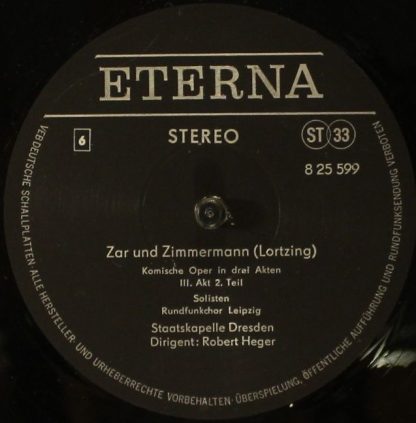 ETERNA
6
STEREO
ST 33
8 25 599
Zar und Zimmermann (Lortzing)
Komische Oper in drei Akten
III. Akt 2. Teil
Solisten
Rundfunkchor Leipzig
Staatskapelle Dresden
Dirigent: Robert Heger
VEB DEUTSCHE SCHALLPLATTEN ALLE HERSTELLER- UND URHEBERRECHTE VORBEHALTEN · ÜBERSPIELUNG, ÖFFENTLICHE AUFFÜHRUNG UND RUNDFUNKSENDUNG VERBOTEN